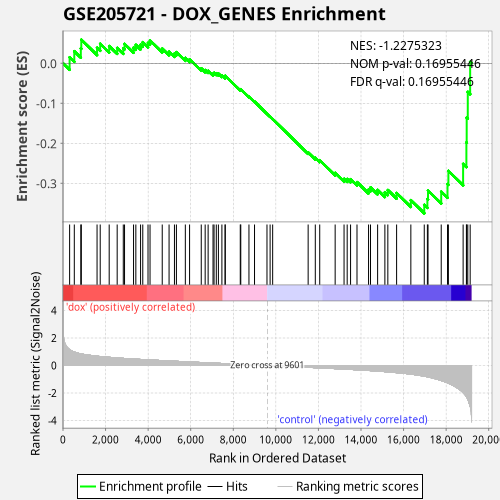 GSE205721 - DOX_GENES Enrichment
NES: -1.2275323
NOM p-val: 0.16955446
FDR q-val: 0.16955446
Enrichment score (ES)
0.0
-0.1
-0.2
-0.3
'dox' (positively correlated)
Zero cross at 9601
'control' (negatively correlated)
Ranked list metric (Signal2Noise)
4
2
0
-2
-4
0 2,000 4,000 6,000 8,000 10,000 12,000 14,000 16,000 18,000 20,000
Rank in Ordered Dataset
Enrichment profile Hits Ranking metric scores